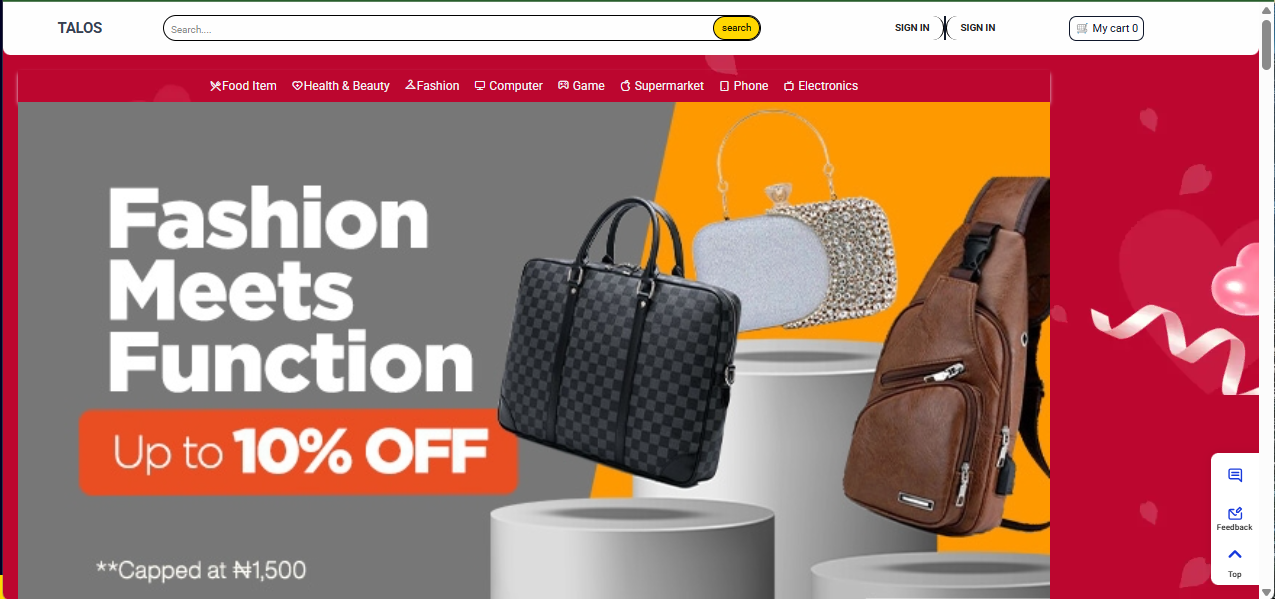 TALOS
Search....
search
SIGN IN
SIGN IN
My cart 0
Food Item
Health & Beauty
Fashion
Computer
Game
Supermarket
Phone
Electronics
Fashion
Meets
Function
Up to 10% OFF
**Capped at ₦1,500
Feedback
Top